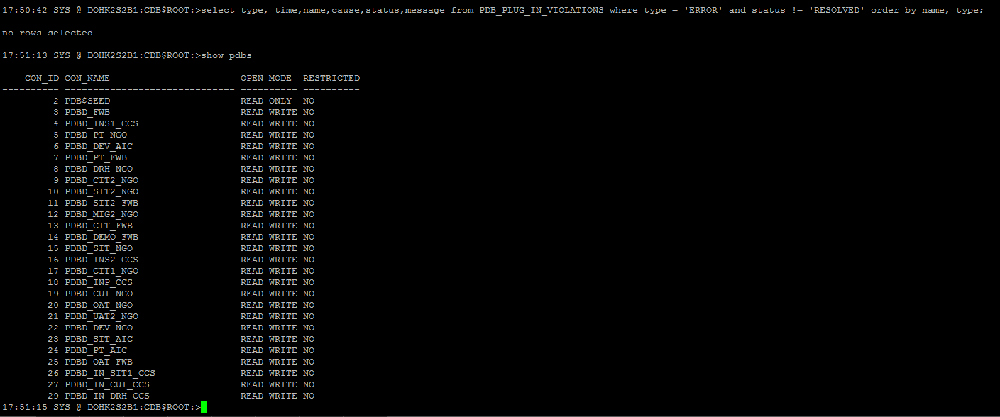 17:50:42 SYS @ DOHK2S2B1:CDB$ROOT:>select type, time,name,cause,status,message from PDB_PLUG_IN_VIOLATIONS where type = 'ERROR' and status != 'RESOLVED' order by name, type;
no rows selected
17:51:13 SYS @ DOHK2S2B1:CDB$ROOT:>show pdbs
    CON_ID CON_NAME                       OPEN MODE  RESTRICTED
---------- ------------------------------ ---------- ----------
         2 PDB$SEED                       READ ONLY  NO
         3 PDBD_FWB                       READ WRITE NO
         4 PDBD_INS1_CCS                  READ WRITE NO
         5 PDBD_PT_NGO                    READ WRITE NO
         6 PDBD_DEV_AIC                   READ WRITE NO
         7 PDBD_PT_FWB                    READ WRITE NO
         8 PDBD_DRH_NGO                   READ WRITE NO
         9 PDBD_CIT2_NGO                  READ WRITE NO
        10 PDBD_SIT2_NGO                  READ WRITE NO
        11 PDBD_SIT2_FWB                  READ WRITE NO
        12 PDBD_MIG2_NGO                  READ WRITE NO
        13 PDBD_CIT_FWB                   READ WRITE NO
        14 PDBD_DEMO_FWB                  READ WRITE NO
        15 PDBD_SIT_NGO                   READ WRITE NO
        16 PDBD_INS2_CCS                  READ WRITE NO
        17 PDBD_CIT1_NGO                  READ WRITE NO
        18 PDBD_INP_CCS                   READ WRITE NO
        19 PDBD_CUI_NGO                   READ WRITE NO
        20 PDBD_OAT_NGO                   READ WRITE NO
        21 PDBD_UAT2_NGO                  READ WRITE NO
        22 PDBD_DEV_NGO                   READ WRITE NO
        23 PDBD_SIT_AIC                   READ WRITE NO
        24 PDBD_PT_AIC                    READ WRITE NO
        25 PDBD_OAT_FWB                   READ WRITE NO
        26 PDBD_IN_SIT1_CCS               READ WRITE NO
        27 PDBD_IN_CUI_CCS                READ WRITE NO
        29 PDBD_IN_DRH_CCS                READ WRITE NO
17:51:15 SYS @ DOHK2S2B1:CDB$ROOT:>